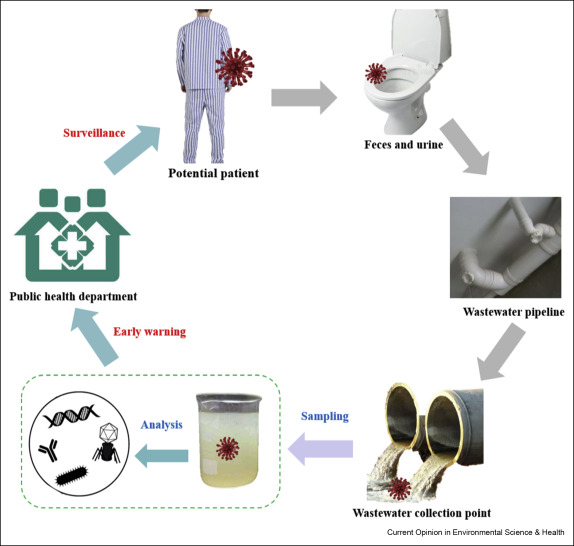 Surveillance
Potential patient
Feces and urine
Public health department
Wastewater pipeline
Early warning
Analysis
Sampling
Wastewater collection point
Current Opinion in Environmental Science & Health